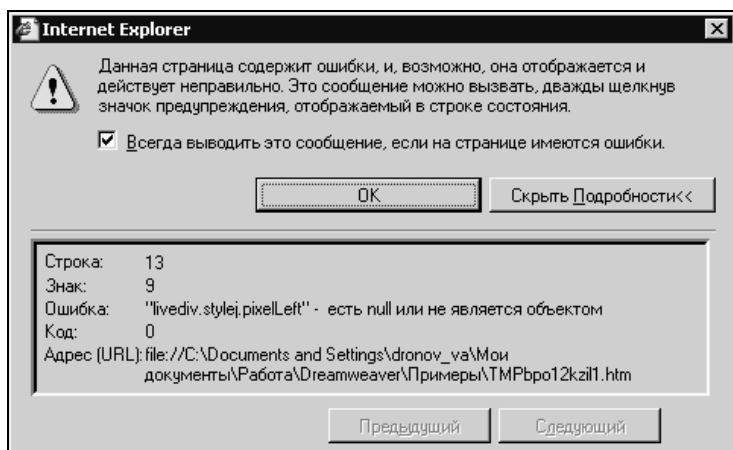 Internet Explorer
Данная страница содержит ошибки, и, возможно, она отображается и
действует неправильно. Это сообщение можно вызвать, дважды щелкнув
значок предупреждения, отображаемый в строке состояния.
Всегда выводить это сообщение, если на странице имеются ошибки.
OK
Скрыть Подробности<<
Строка: 13
Знак: 9
Ошибка: "livediv.stylej.pixelLeft" - есть null или не является объектом
Код: 0
Адрес (URL): file://C:\Documents and Settings\dronov_va\Мои
документы\Работа\Dreamweaver\Примеры\TMPbpo12kzil1.htm
Предыдущий
Следующий